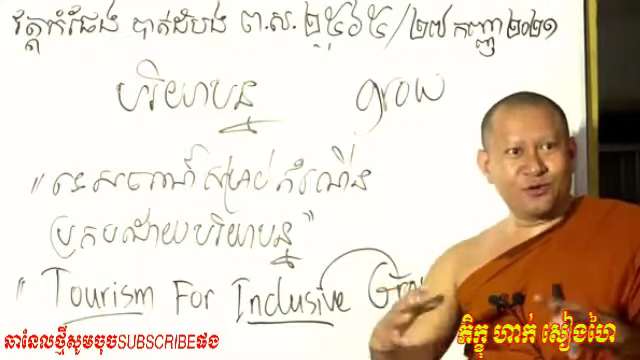 វត្តកំផែង បាត់ដំបង ព.ស. ២៥៦៥/២៧ កញ្ញា ២០២១
បរិយាបន្ន grow
"ទេសចរណ៍សម្រាប់កំណើន
ប្រកបដោយបរិយាបន្ន"
" Tourism For Inclusive
ឆានែលថ្មីសូមចុចSUBSCRIBEផង
ភិក្ខុ ហាក់ សៀងហៃ